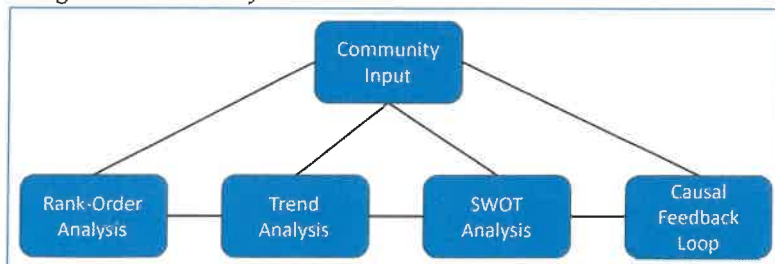 Community
Input
Rank-Order
Analysis
Trend
Analysis
SWOT
Analysis
Causal
Feedback
Loop